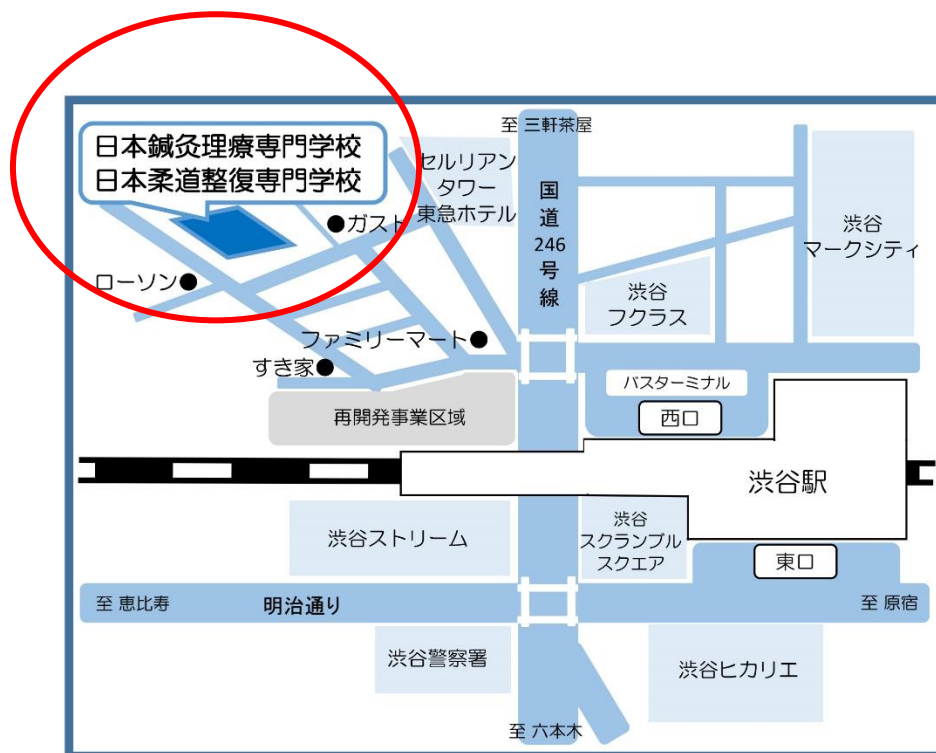 至 三軒茶屋
日本鍼灸理療専門学校
日本柔道整復専門学校
セルリアン
タワー
東急ホテル
国道246号線
渋谷
マークシティ
ガスト
ローソン
渋谷
フクラス
ファミリーマート
すき家
バスターミナル
再開発事業区域
西口
渋谷駅
渋谷ストリーム
渋谷
スクランブル
スクエア
東口
至 恵比寿
明治通り
至 原宿
渋谷警察署
渋谷ヒカリエ
至 六本木